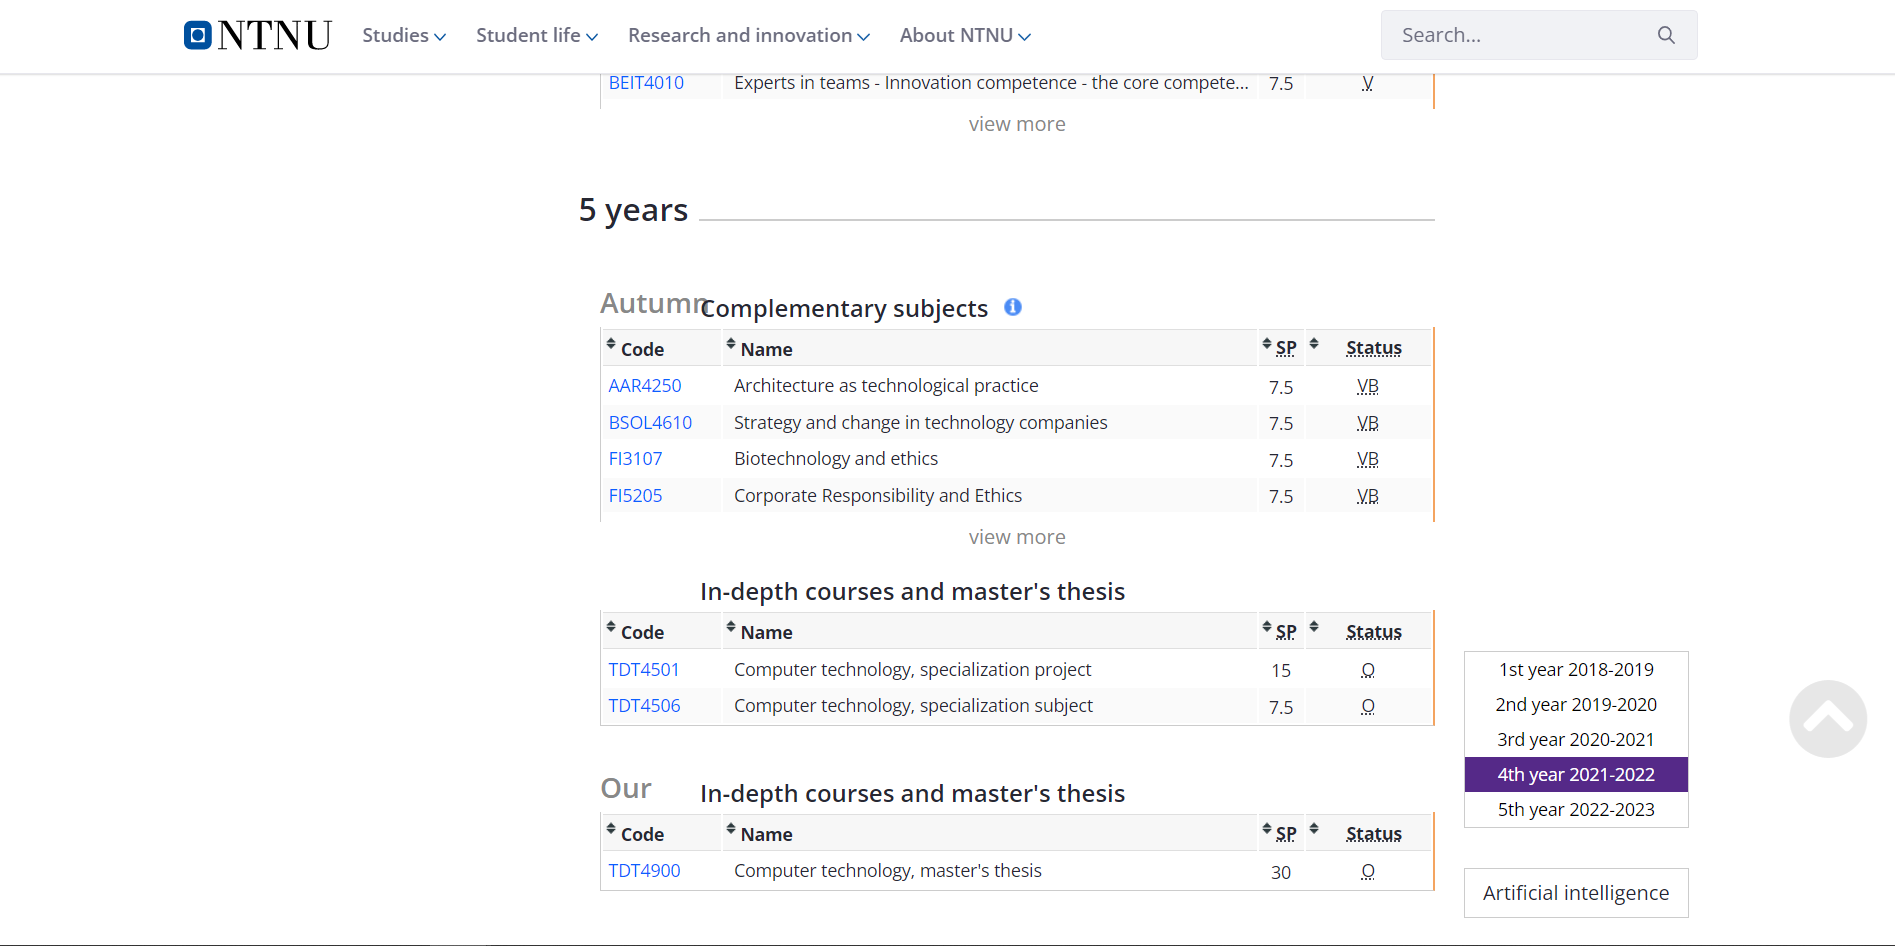 NTNU Studies Student life Research and innovation About NTNU Search...
BEIT4010 Experts in teams - Innovation competence - the core compete... 7.5 V
view more
5 years
Autumn Complementary subjects
Code Name SP Status
AAR4250 Architecture as technological practice 7.5 VB
BSOL4610 Strategy and change in technology companies 7.5 VB
FI3107 Biotechnology and ethics 7.5 VB
FI5205 Corporate Responsibility and Ethics 7.5 VB
view more
In-depth courses and master's thesis
Code Name SP Status
TDT4501 Computer technology, specialization project 15 O
TDT4506 Computer technology, specialization subject 7.5 O
Our In-depth courses and master's thesis
Code Name SP Status
TDT4900 Computer technology, master's thesis 30 O
1st year 2018-2019
2nd year 2019-2020
3rd year 2020-2021
4th year 2021-2022
5th year 2022-2023
Artificial intelligence